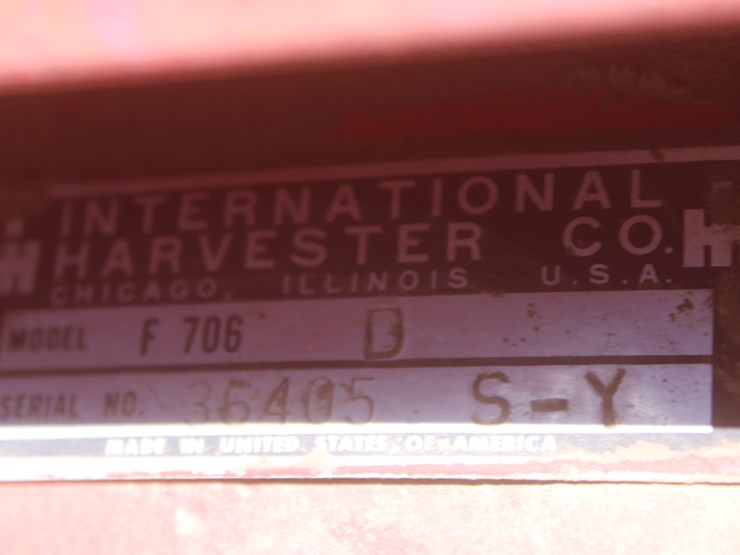 INTERNATIONAL
HARVESTER CO.
CHICAGO, ILLINOIS U.S.A.
MODEL F 706 D
SERIAL NO. 36405 S-Y
MADE IN UNITED STATES OF AMERICA